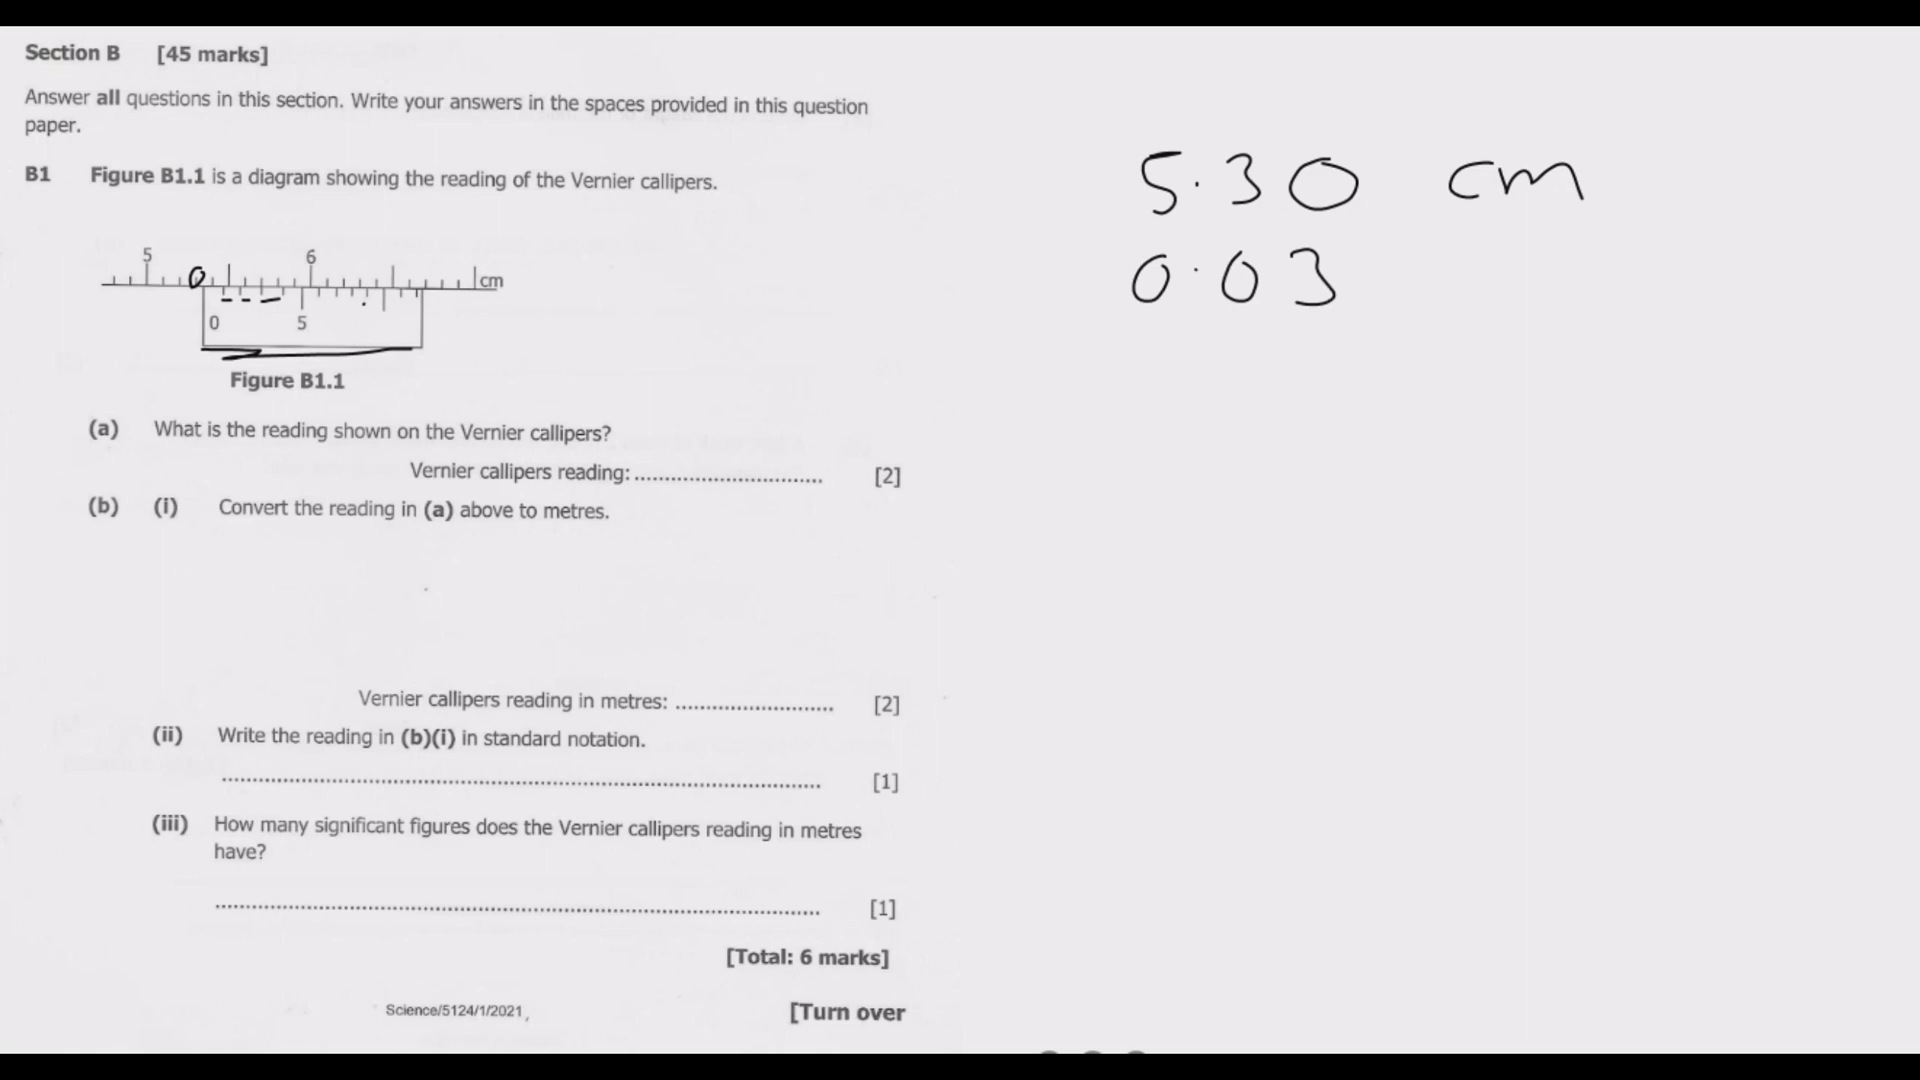 Section B [45 marks]
Answer all questions in this section. Write your answers in the spaces provided in this question
paper.
B1 Figure B1.1 is a diagram showing the reading of the Vernier callipers.
5 6
0 cm
0 5
Figure B1.1
(a) What is the reading shown on the Vernier callipers?
Vernier callipers reading: ............................... [2]
(b) (i) Convert the reading in (a) above to metres.
Vernier callipers reading in metres: .......................... [2]
(ii) Write the reading in (b)(i) in standard notation.
.................................................................................................... [1]
(iii) How many significant figures does the Vernier callipers reading in metres
have?
.................................................................................................... [1]
[Total: 6 marks]
Science/5124/1/2021
[Turn over
5.30 cm
0.03